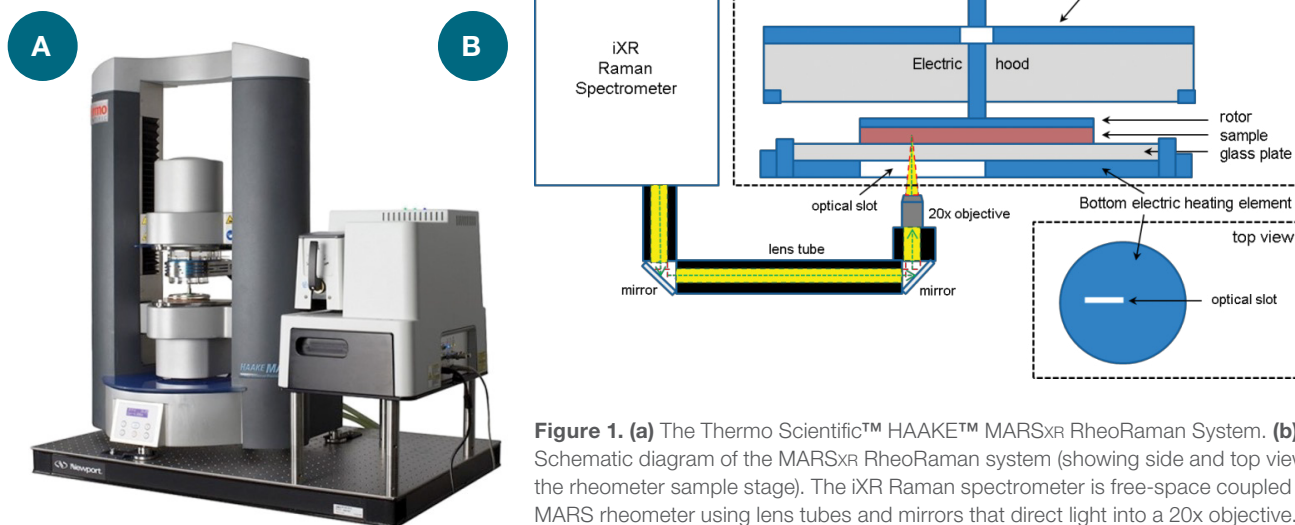 A
B
iXR
Raman
Spectrometer
Electric hood
rotor
sample
glass plate
optical slot
20x objective
Bottom electric heating element
lens tube
mirror
mirror
top view
optical slot
HAAKE MA
Newport
Figure 1. (a) The Thermo Scientific™ HAAKE™ MARSXR RheoRaman System. (b)
Schematic diagram of the MARSXR RheoRaman system (showing side and top view
the rheometer sample stage). The iXR Raman spectrometer is free-space coupled
MARS rheometer using lens tubes and mirrors that direct light into a 20x objective.